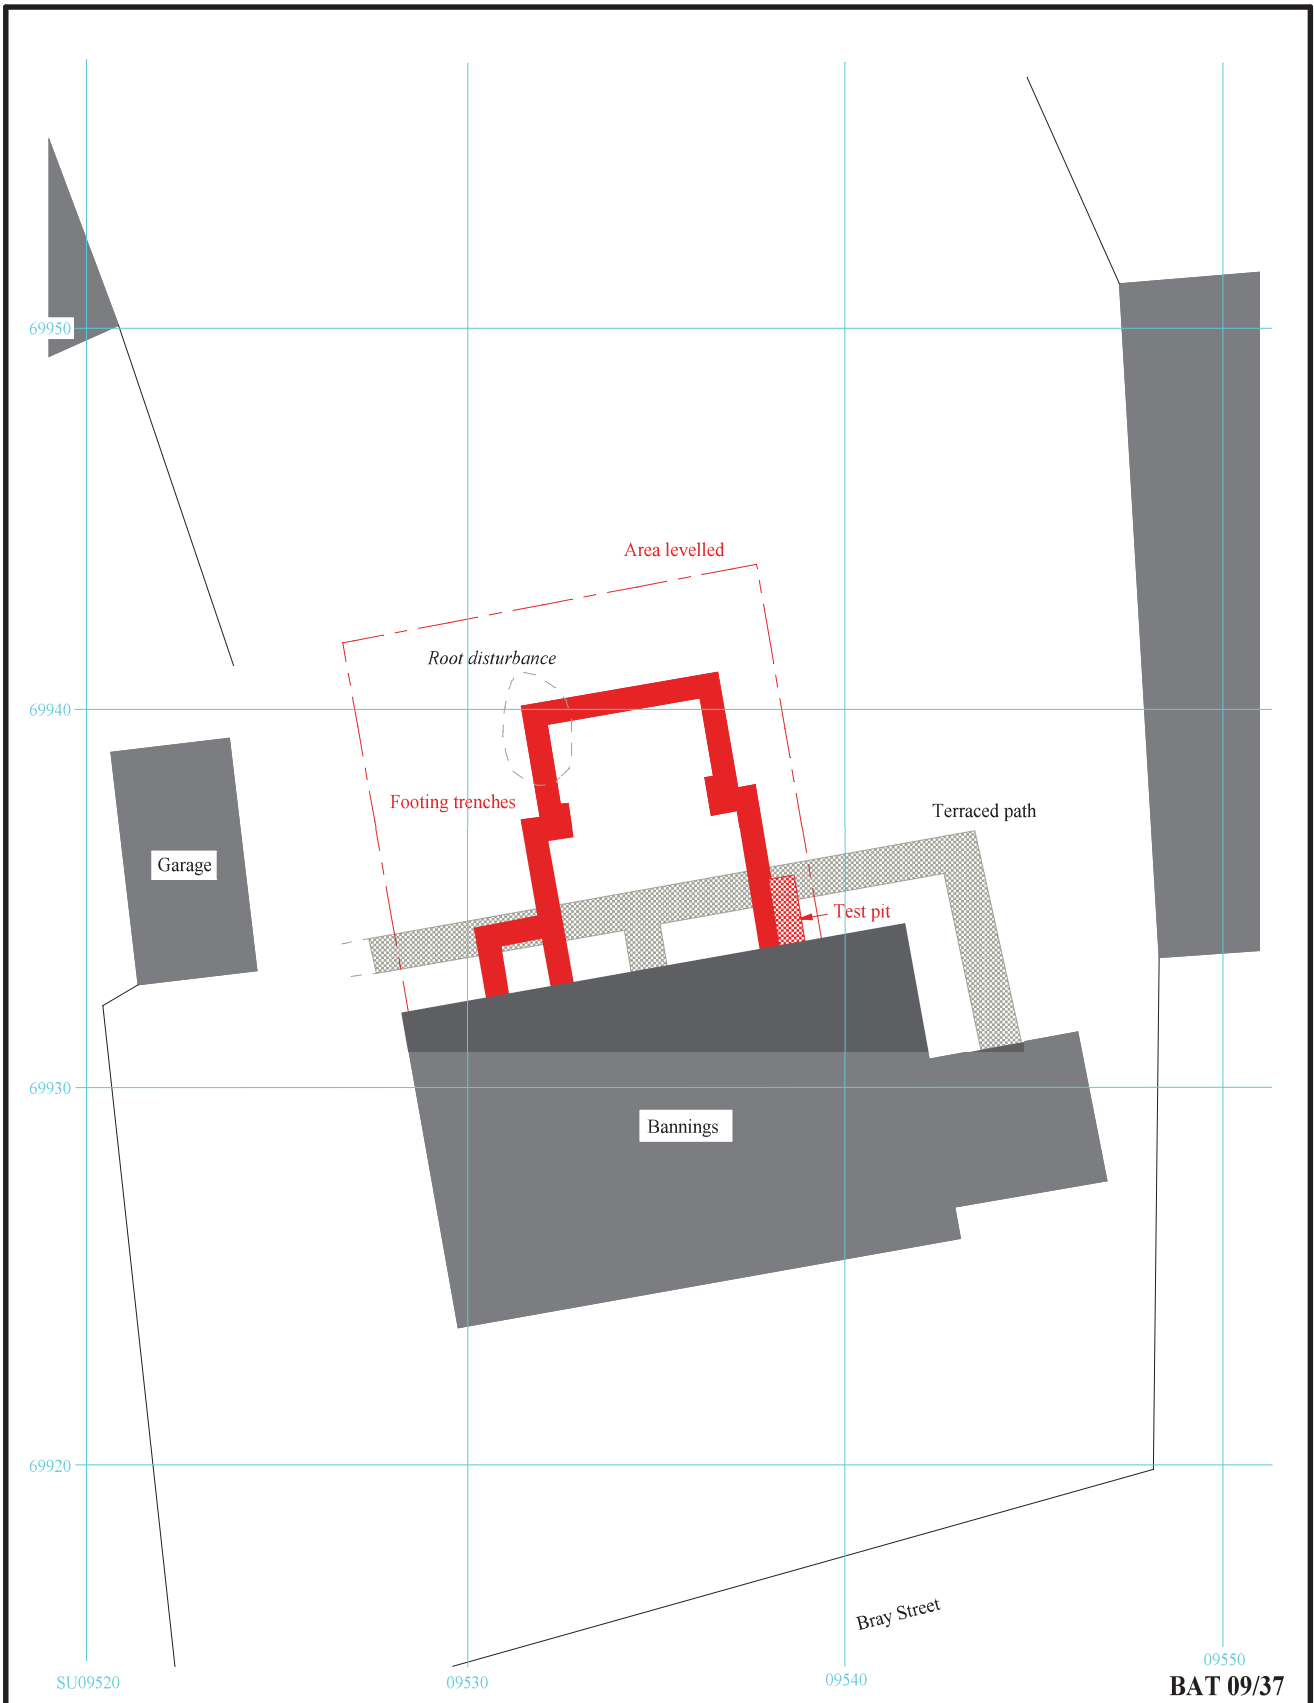 69950
Area levelled
Root disturbance
69940
Footing trenches
Terraced path
Garage
Test pit
69930
Bannings
69920
Bray Street
SU09520
09530
09540
09550
BAT 09/37